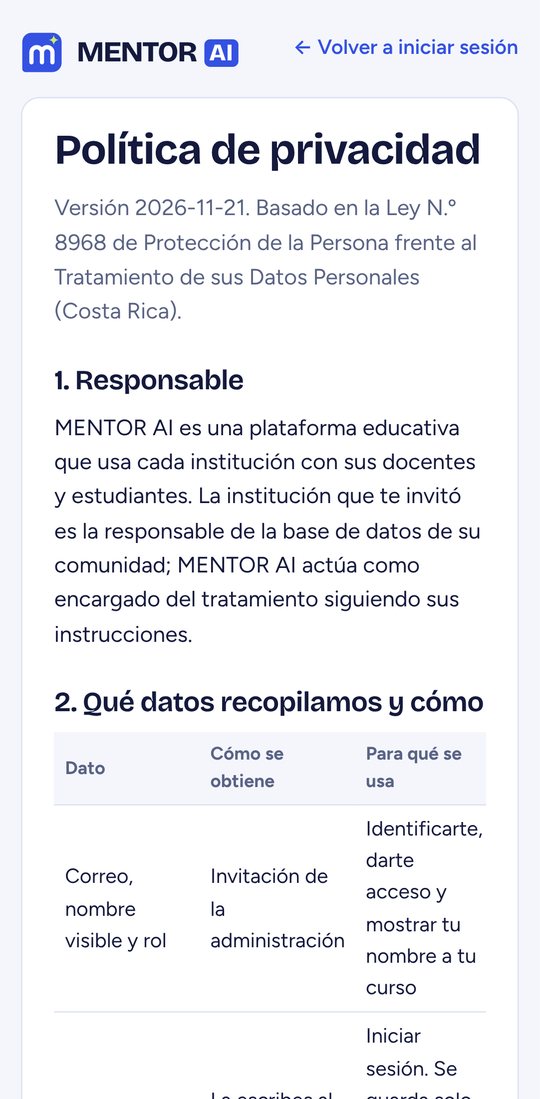 MENTOR AI
← Volver a iniciar sesión
Política de privacidad
Versión 2026-11-21. Basado en la Ley N.º
8968 de Protección de la Persona frente al
Tratamiento de sus Datos Personales
(Costa Rica).
1. Responsable
MENTOR AI es una plataforma educativa
que usa cada institución con sus docentes
y estudiantes. La institución que te invitó
es la responsable de la base de datos de su
comunidad; MENTOR AI actúa como
encargado del tratamiento siguiendo sus
instrucciones.
2. Qué datos recopilamos y cómo
Dato
Cómo se
obtiene
Para qué se
usa
Correo,
nombre
visible y rol
Invitación de
la
administración
Identificarte,
darte
acceso y
mostrar tu
nombre a tu
curso
Iniciar
sesión. Se